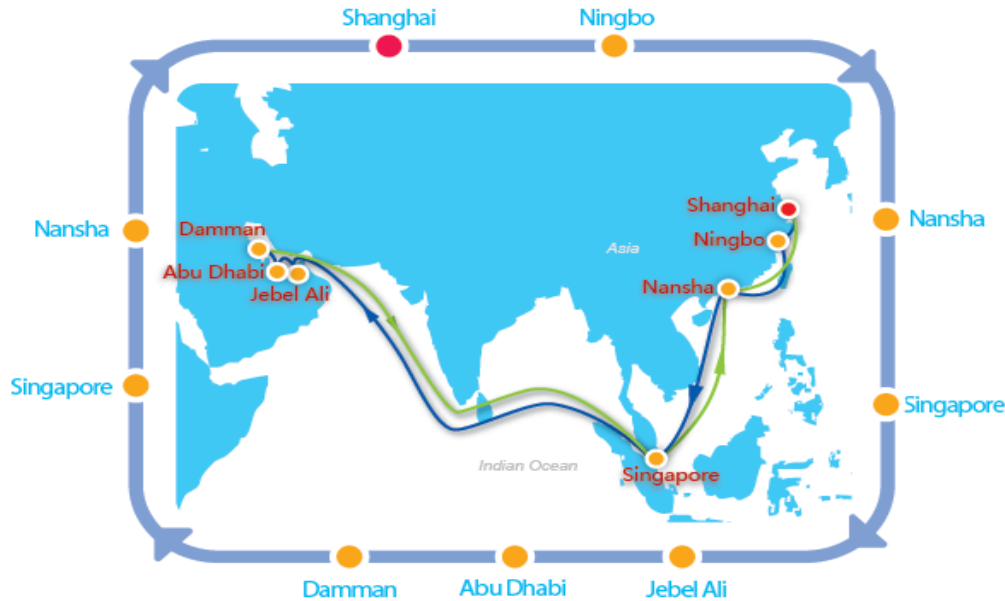 Shanghai
Ningbo
Shanghai
Nansha
Nansha
Damman
Ningbo
Asia
Abu Dhabi
Nansha
Jebel Ali
Singapore
Singapore
Indian Ocean
Singapore
Damman
Abu Dhabi
Jebel Ali